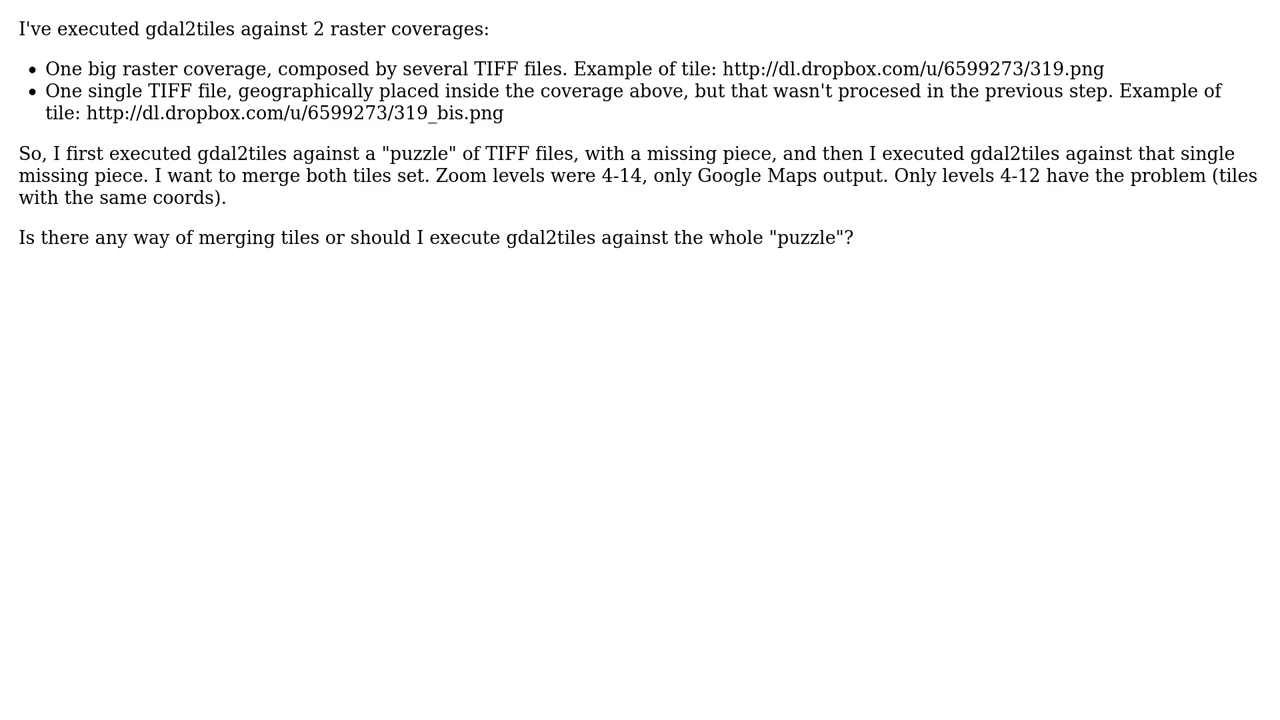 I've executed gdal2tiles against 2 raster coverages:
• One big raster coverage, composed by several TIFF files. Example of tile: http://dl.dropbox.com/u/6599273/319.png
• One single TIFF file, geographically placed inside the coverage above, but that wasn't procesed in the previous step. Example of
tile: http://dl.dropbox.com/u/6599273/319_bis.png
So, I first executed gdal2tiles against a "puzzle" of TIFF files, with a missing piece, and then I executed gdal2tiles against that single
missing piece. I want to merge both tiles set. Zoom levels were 4-14, only Google Maps output. Only levels 4-12 have the problem (tiles
with the same coords).
Is there any way of merging tiles or should I execute gdal2tiles against the whole "puzzle"?